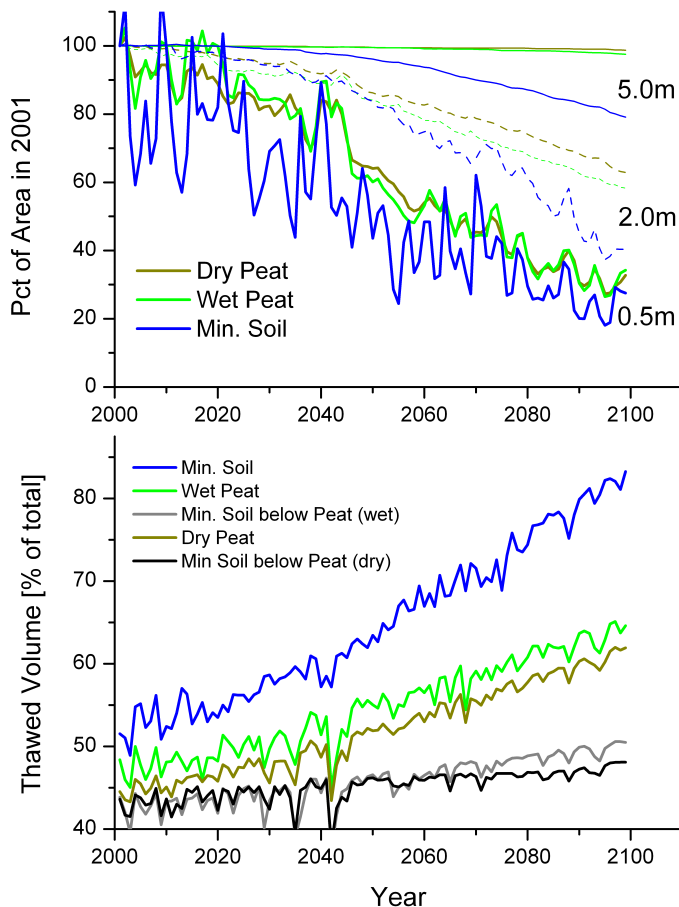 Pct of Area in 2001
100
80
60
40
20
0
5.0m
2.0m
0.5m
Dry Peat
Wet Peat
Min. Soil
2000 2020 2040 2060 2080 2100
Thawed Volume [% of total]
80
70
60
50
40
Min. Soil
Wet Peat
Min. Soil below Peat (wet)
Dry Peat
Min Soil below Peat (dry)
2000 2020 2040 2060 2080 2100
Year